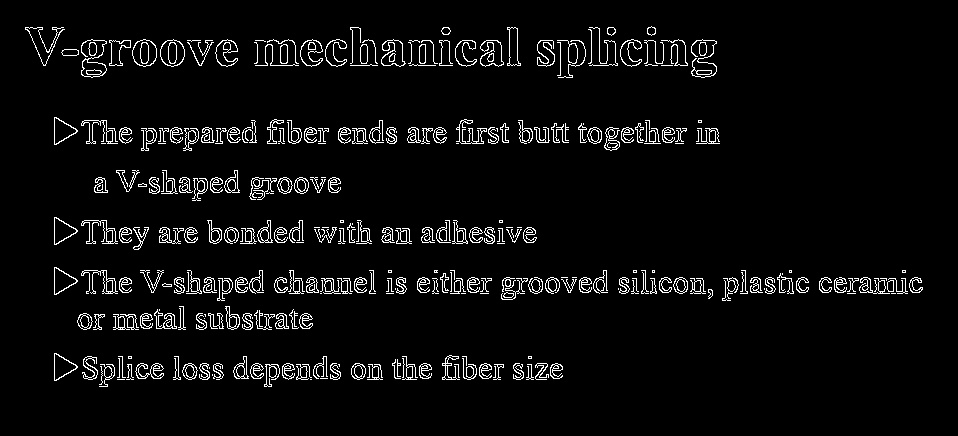 V-groove mechanical splicing
▷The prepared fiber ends are first butt together in
a V-shaped groove
▷They are bonded with an adhesive
▷The V-shaped channel is either grooved silicon, plastic ceramic
or metal substrate
▷Splice loss depends on the fiber size